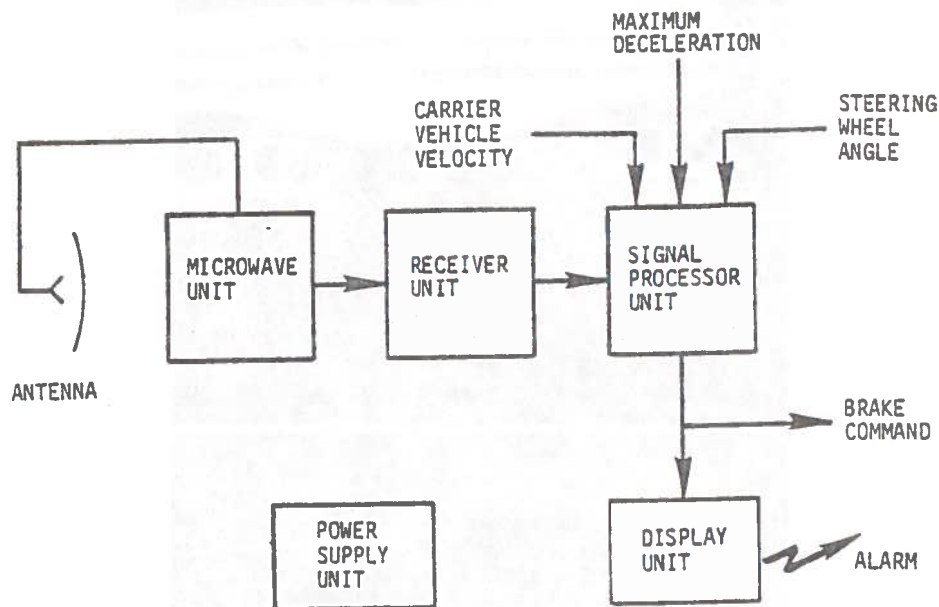 MAXIMUM
DECELERATION
CARRIER
VEHICLE
VELOCITY
STEERING
WHEEL
ANGLE
MICROWAVE
UNIT
RECEIVER
UNIT
SIGNAL
PROCESSOR
UNIT
ANTENNA
BRAKE
COMMAND
POWER
SUPPLY
UNIT
DISPLAY
UNIT
ALARM